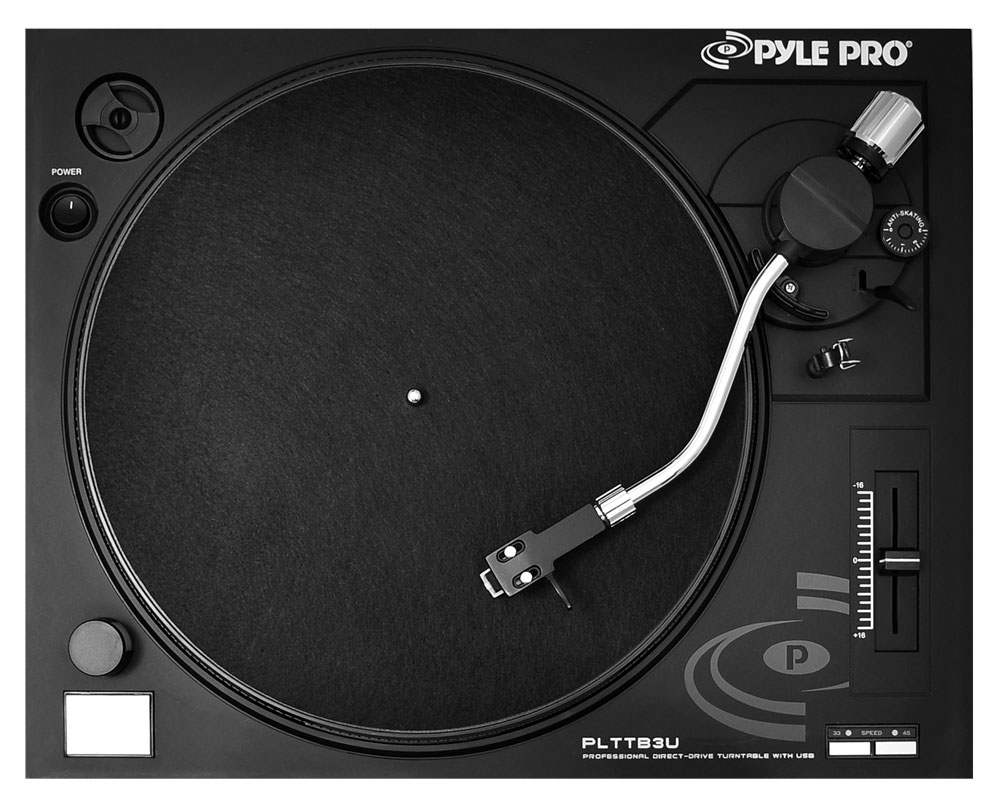 PYLE PRO®
POWER
ANTI-SKATING
-16
0
+16
P
PLTTB3U
PROFESSIONAL DIRECT-DRIVE TURNTABLE WITH USB
33 SPEED 45